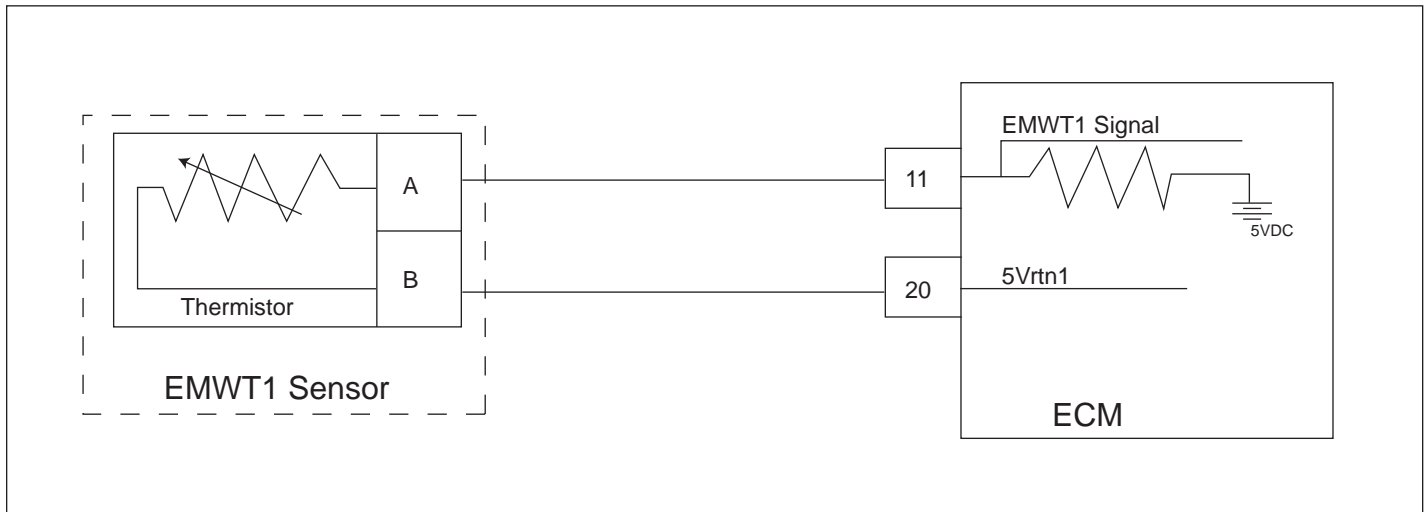 EMWT1 Signal
A
11
5VDC
B
20
5Vrtn1
Thermistor
EMWT1 Sensor
ECM